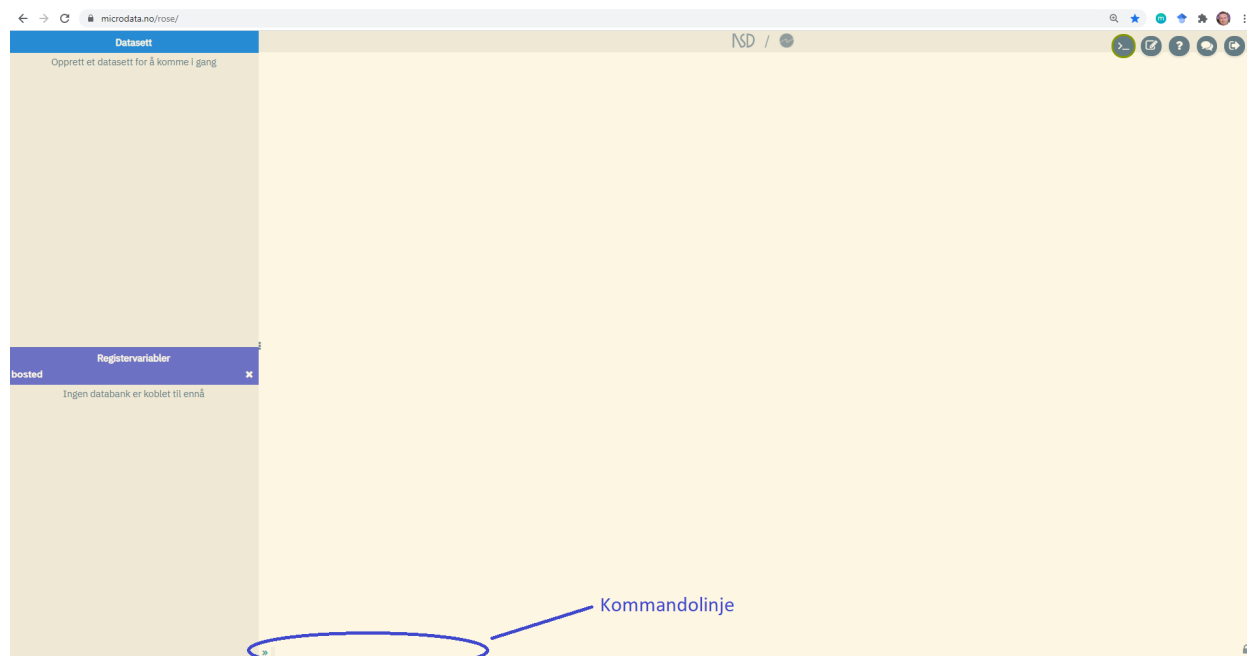 microdata.no/rose/
Datasett
NSD /
Opprett et datasett for å komme i gang
Registervariabler
bosted
Ingen databank er koblet til ennå
Kommandolinje
»